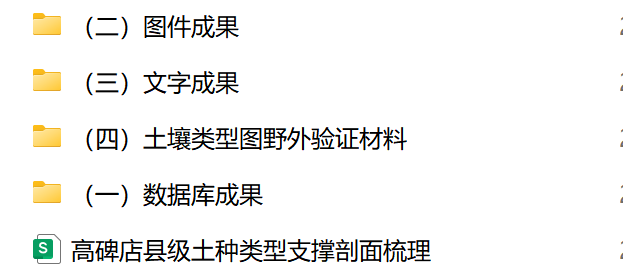 （二）图件成果
（三）文字成果
（四）土壤类型图野外验证材料
（一）数据库成果
S 高碑店县级土种类型支撑剖面梳理